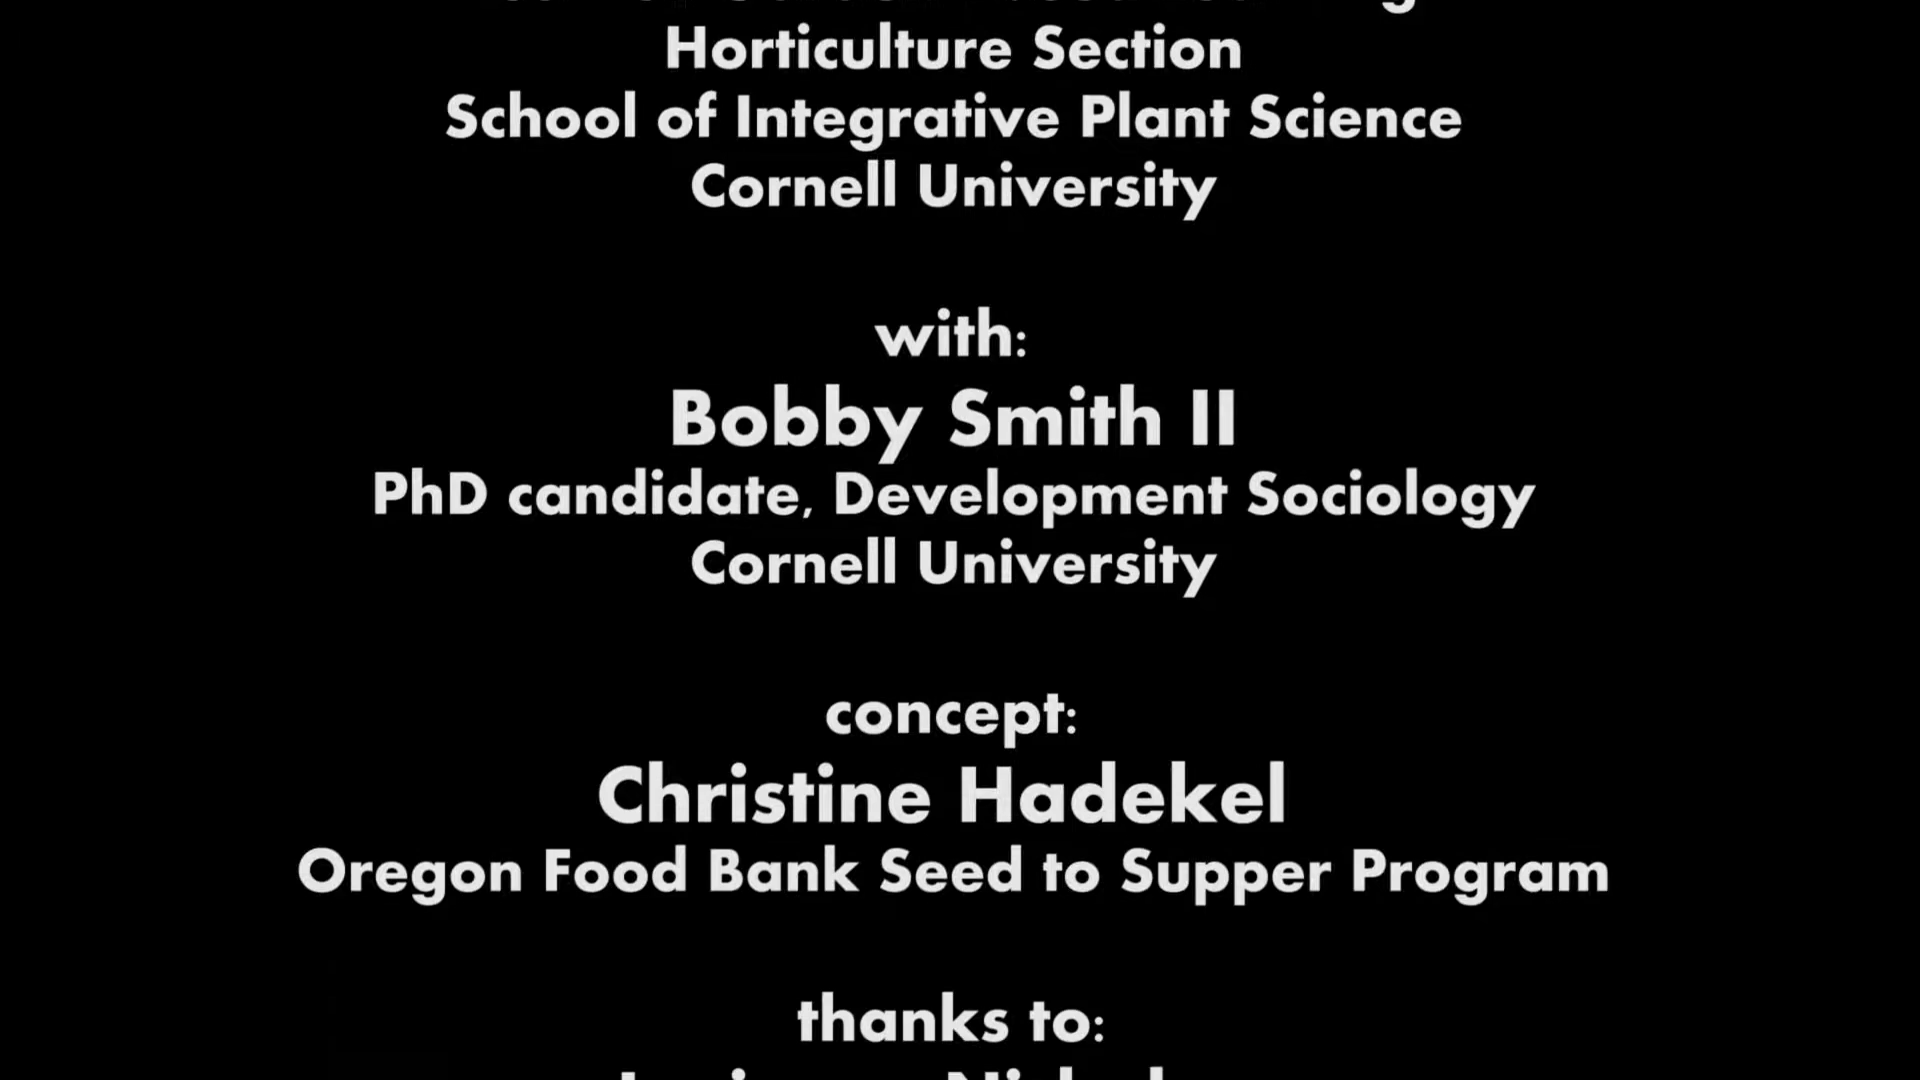 Horticulture Section
School of Integrative Plant Science
Cornell University
with:
Bobby Smith II
PhD candidate, Development Sociology
Cornell University
concept:
Christine Hadekel
Oregon Food Bank Seed to Supper Program
thanks to: